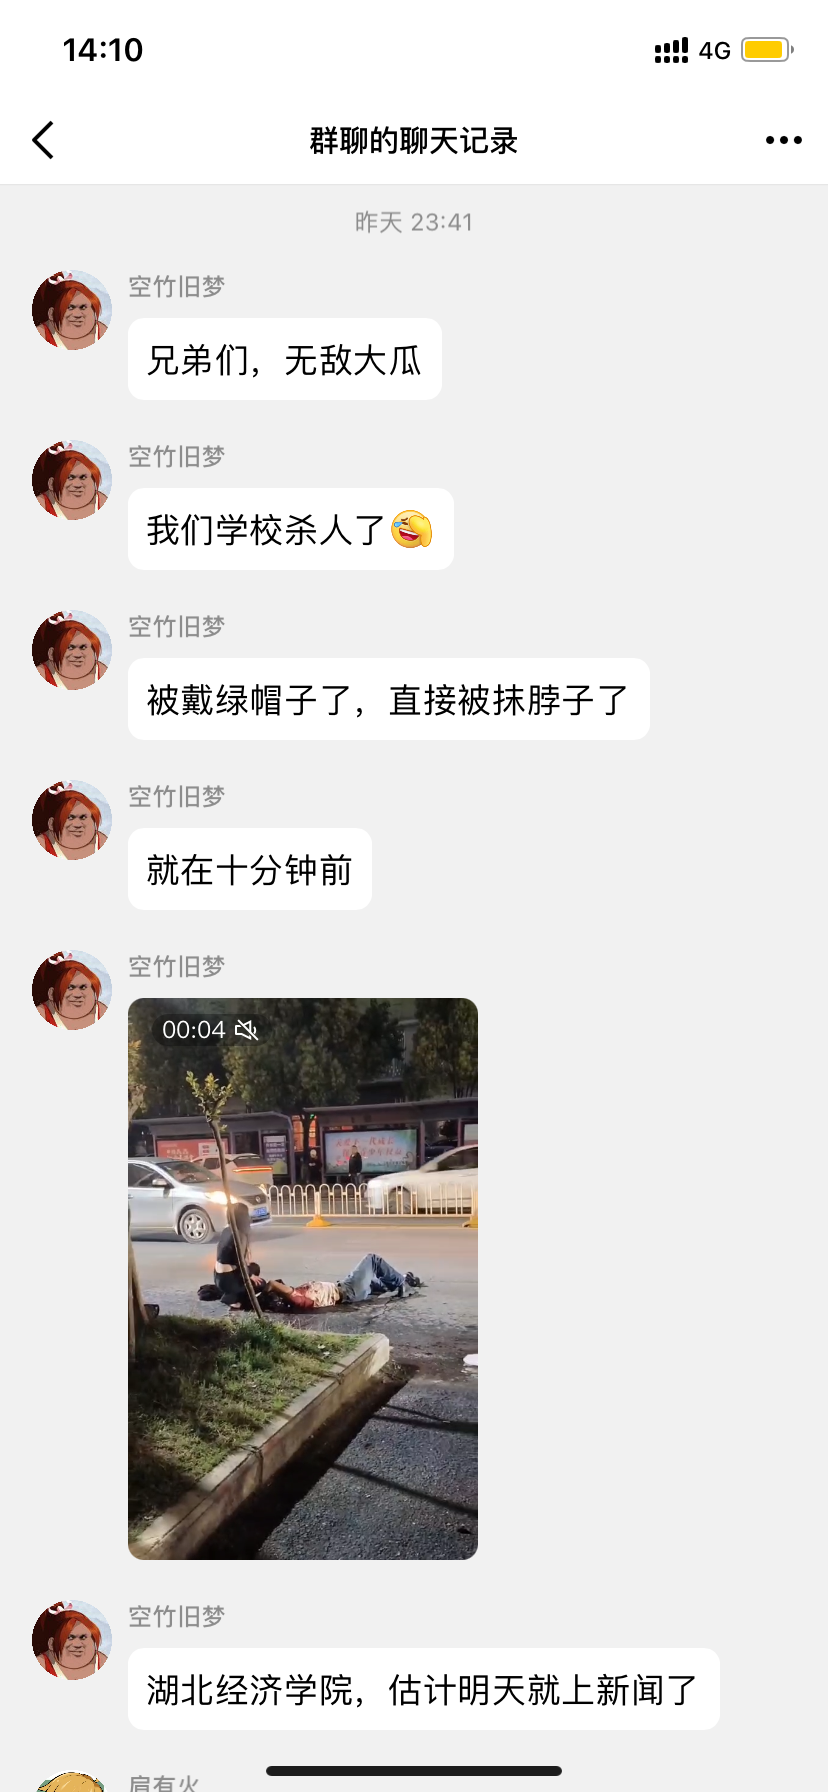 14:10
4G
群聊的聊天记录
昨天 23:41
空竹旧梦
兄弟们，无敌大瓜
空竹旧梦
我们学校杀人了🤣
空竹旧梦
被戴绿帽子了，直接被抹脖子了
空竹旧梦
就在十分钟前
空竹旧梦
00:04
空竹旧梦
湖北经济学院，估计明天就上新闻了
肩有火